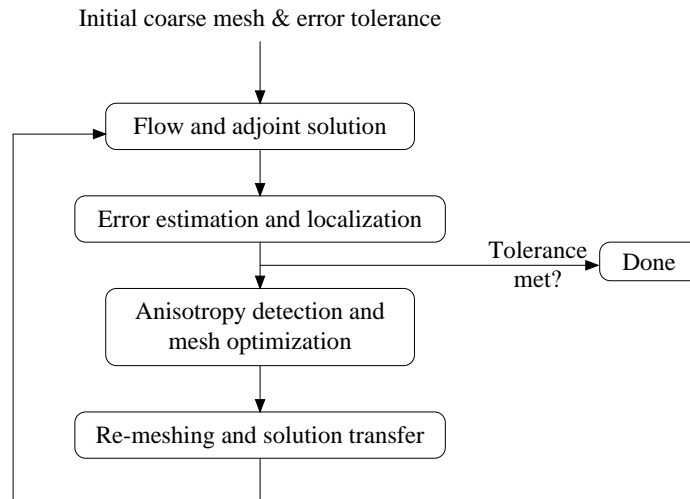 Initial coarse mesh & error tolerance
Flow and adjoint solution
Error estimation and localization
Tolerance
met?
Done
Anisotropy detection and
mesh optimization
Re-meshing and solution transfer